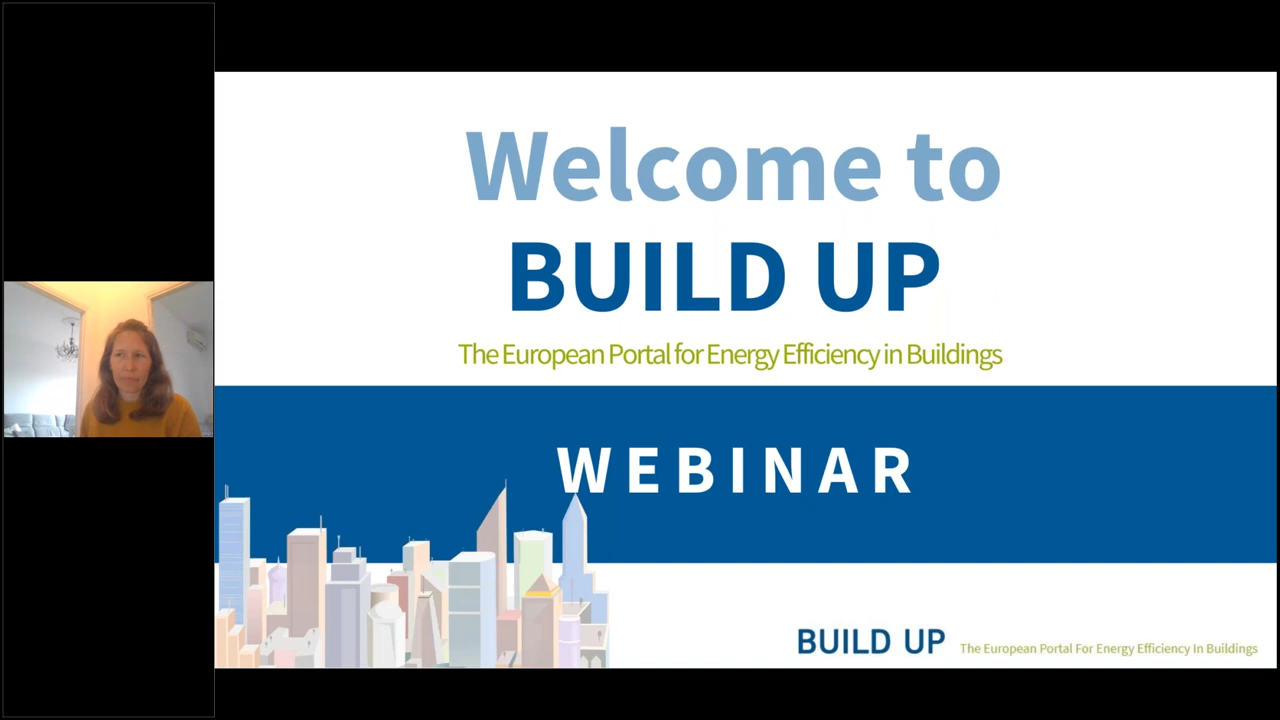 Welcome to
BUILD UP
The European Portal for Energy Efficiency in Buildings
WEBINAR
BUILD UP The European Portal For Energy Efficiency In Buildings